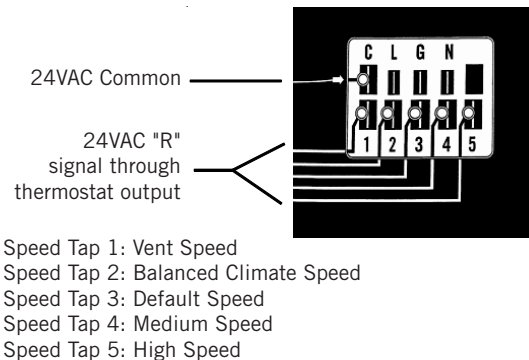 C L G N
24VAC Common
1 2 3 4 5
24VAC "R"
signal through
thermostat output
Speed Tap 1: Vent Speed
Speed Tap 2: Balanced Climate Speed
Speed Tap 3: Default Speed
Speed Tap 4: Medium Speed
Speed Tap 5: High Speed